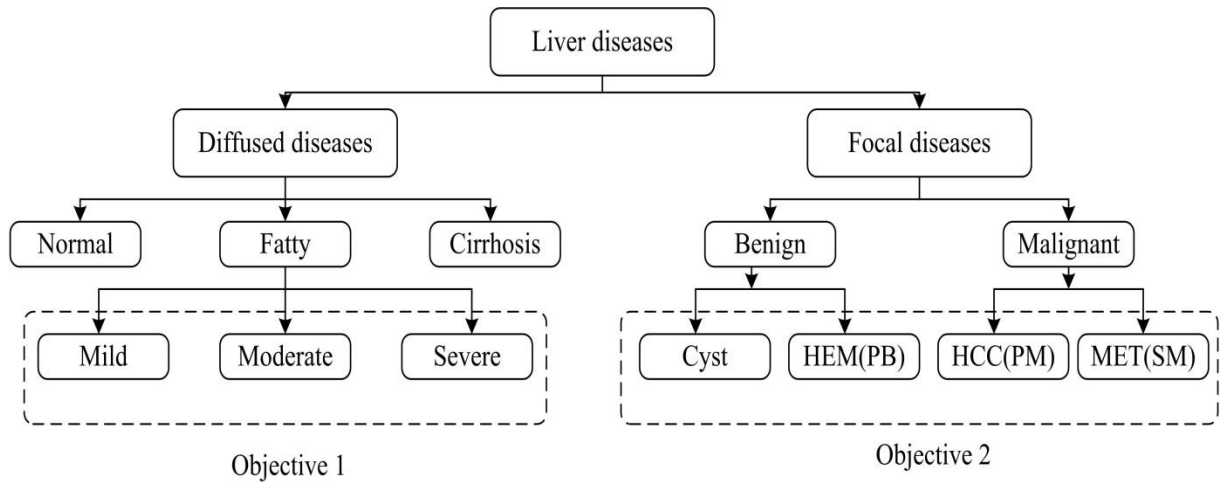 Liver diseases
Diffused diseases
Focal diseases
Normal
Fatty
Cirrhosis
Benign
Malignant
Mild
Moderate
Severe
Cyst
HEM(PB)
HCC(PM)
MET(SM)
Objective 1
Objective 2